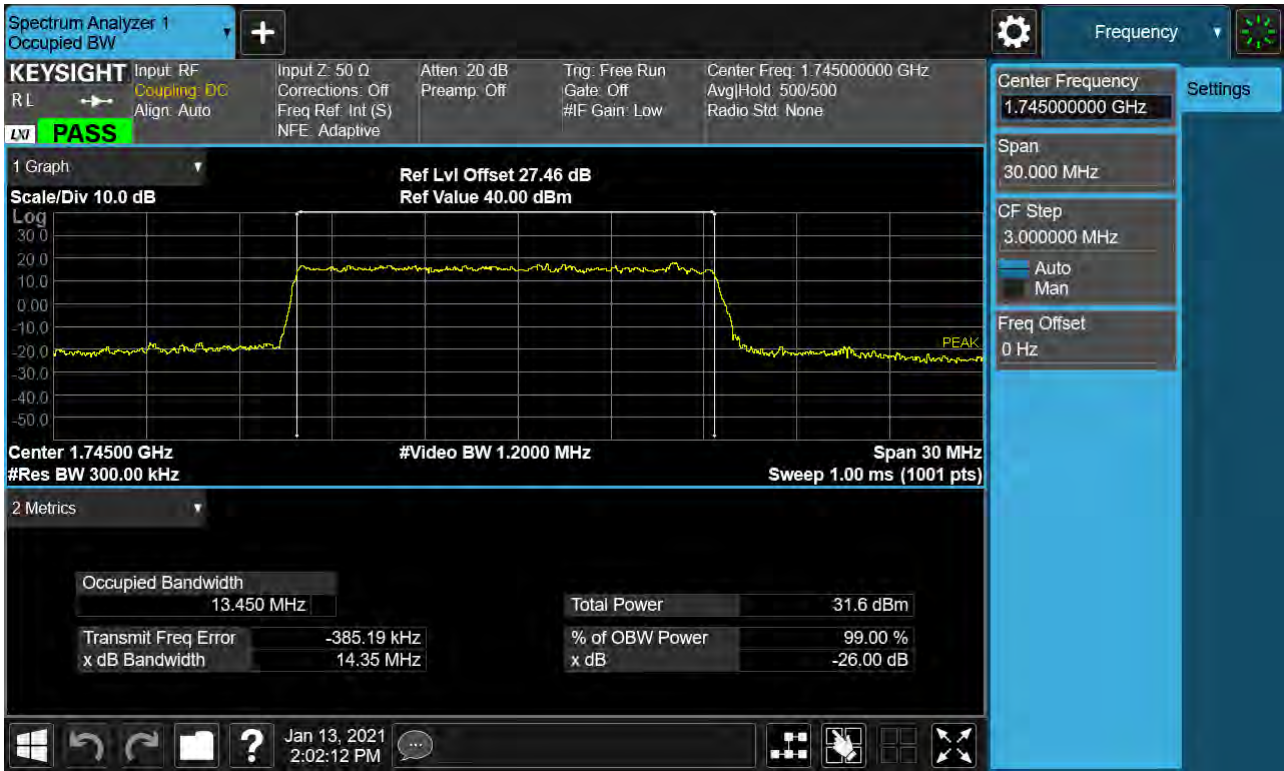 Spectrum Analyzer 1
Occupied BW
+
Frequency
KEYSIGHT
RL
LXI PASS
Input: RF
Coupling: DC
Align: Auto
Input Z: 50 Ω
Corrections: Off
Freq Ref: Int (S)
NFE: Adaptive
Atten: 20 dB
Preamp: Off
Trig: Free Run
Gate: Off
#IF Gain: Low
Center Freq: 1.745000000 GHz
Avg|Hold: 500/500
Radio Std: None
Center Frequency
1.745000000 GHz
Settings
Span
30.000 MHz
CF Step
3.000000 MHz
Auto
Man
Freq Offset
0 Hz
1 Graph
Ref Lvl Offset 27.46 dB
Scale/Div 10.0 dB
Ref Value 40.00 dBm
Log
30.0
20.0
10.0
0.00
-10.0
-20.0
-30.0
-40.0
-50.0
PEAK
Center 1.74500 GHz
#Video BW 1.2000 MHz
Span 30 MHz
#Res BW 300.00 kHz
Sweep 1.00 ms (1001 pts)
2 Metrics
Occupied Bandwidth
13.450 MHz
Total Power 31.6 dBm
Transmit Freq Error -385.19 kHz
% of OBW Power 99.00 %
x dB Bandwidth 14.35 MHz
x dB -26.00 dB
?
Jan 13, 2021
2:02:12 PM